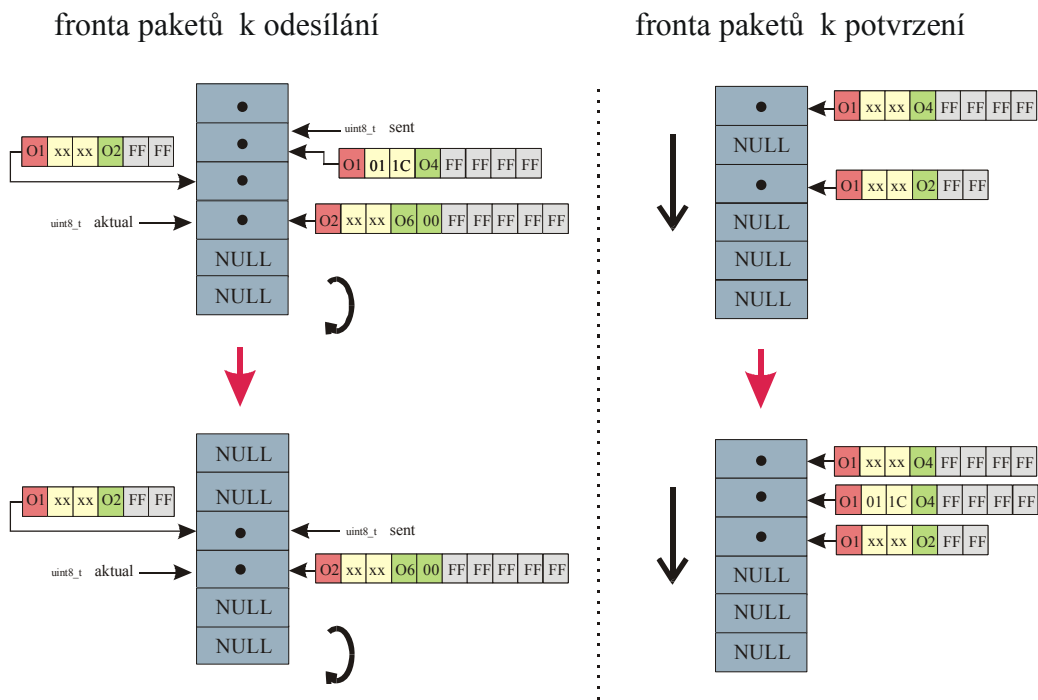 fronta paketů k odesílání
uint8_t sent
O1 xx xx O2 FF FF
O1 01 1C O4 FF FF FF FF
uint8_t aktual
O2 xx xx O6 00 FF FF FF FF FF
NULL
NULL
NULL
NULL
O1 xx xx O2 FF FF
uint8_t sent
uint8_t aktual
O2 xx xx O6 00 FF FF FF FF FF
NULL
NULL
fronta paketů k potvrzení
O1 xx xx O4 FF FF FF FF
NULL
O1 xx xx O2 FF FF
NULL
NULL
NULL
O1 xx xx O4 FF FF FF FF
O1 01 1C O4 FF FF FF FF
O1 xx xx O2 FF FF
NULL
NULL
NULL